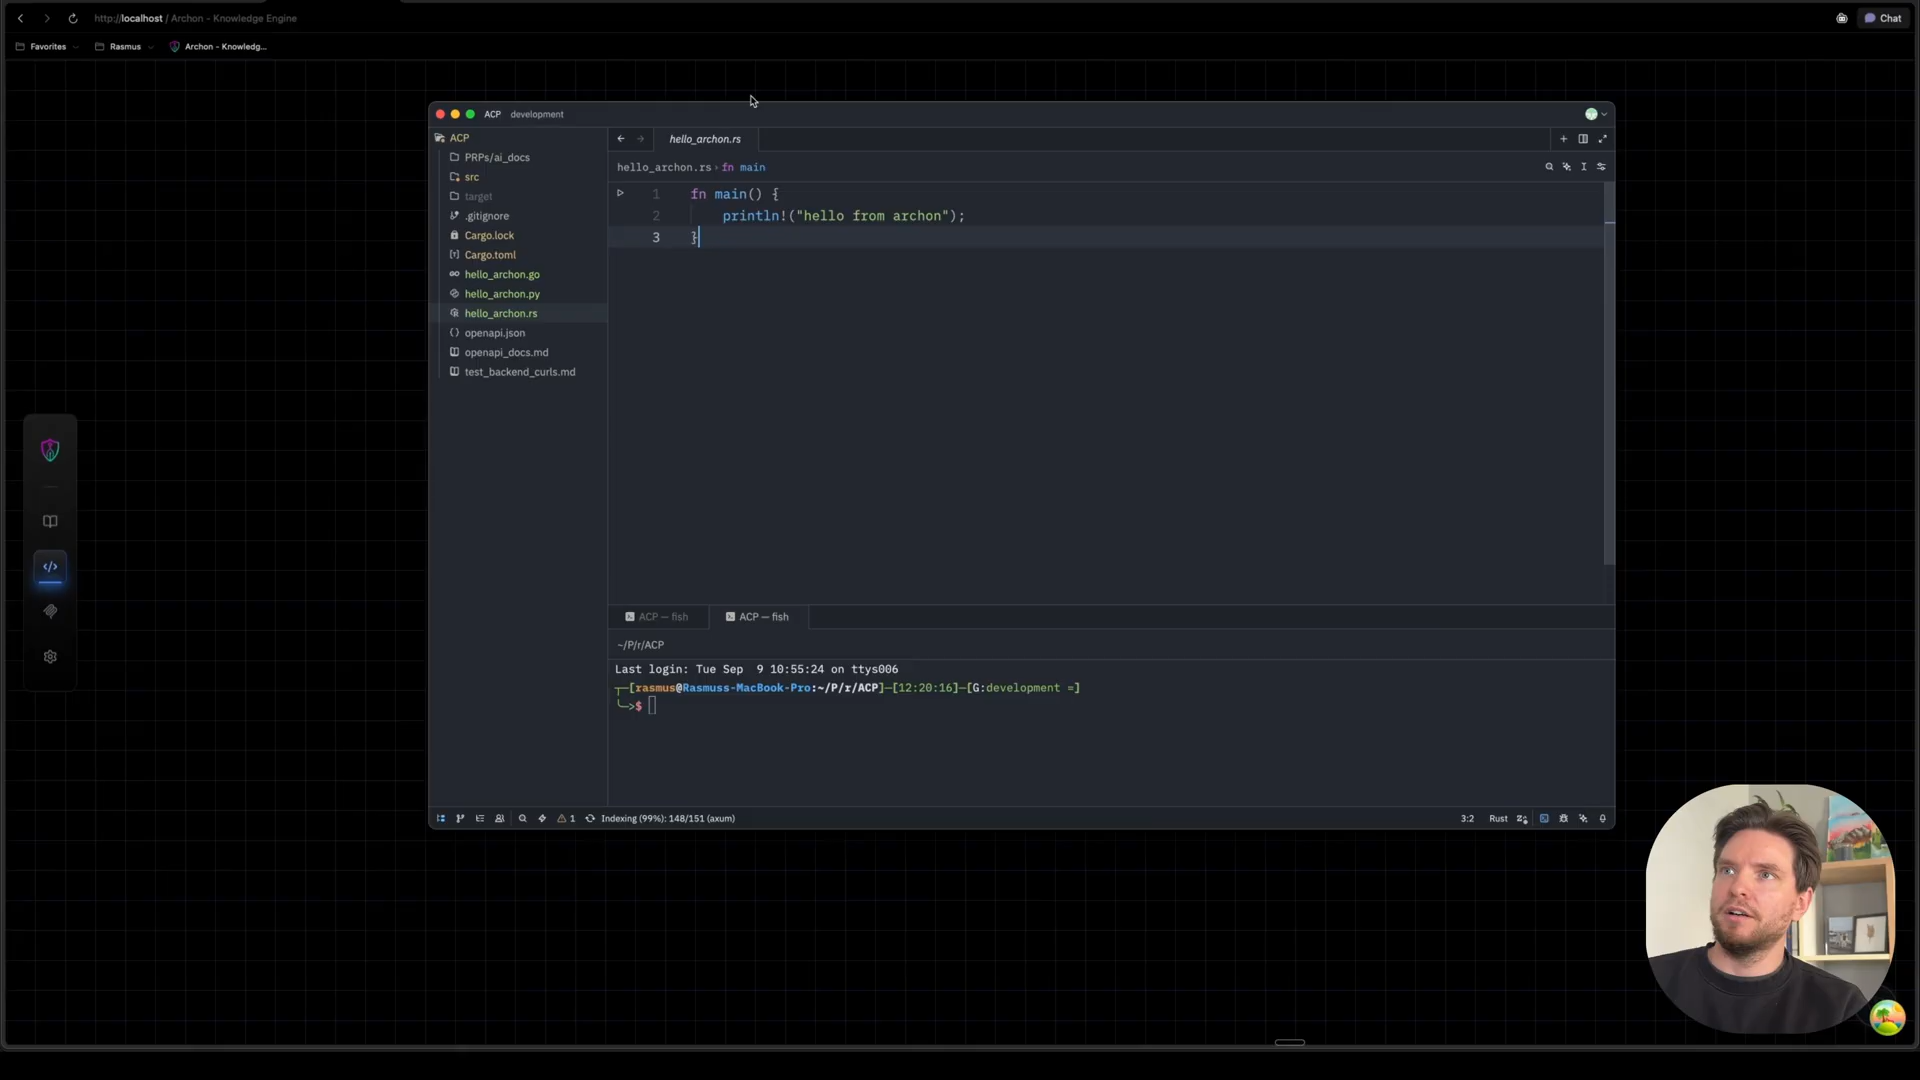 http://localhost / Archon - Knowledge Engine
Chat
Favorites
Rasmus
Archon - Knowledg...
ACP development
ACP
PRPs/ai_docs
src
target
.gitignore
Cargo.lock
Cargo.toml
hello_archon.go
hello_archon.py
hello_archon.rs
openapi.json
openapi_docs.md
test_backend_curls.md
hello_archon.rs
hello_archon.rs › fn main
1 fn main() {
2 println!("hello from archon");
3 }
ACP — fish
ACP — fish
~/P/r/ACP
Last login: Tue Sep  9 10:55:24 on ttys006
┬─[rasmus@Rasmuss-MacBook-Pro:~/P/r/ACP]─[12:20:16]─[G:development =]
╰─>$
1
Indexing (99%): 148/151 (axum)
3:2
Rust